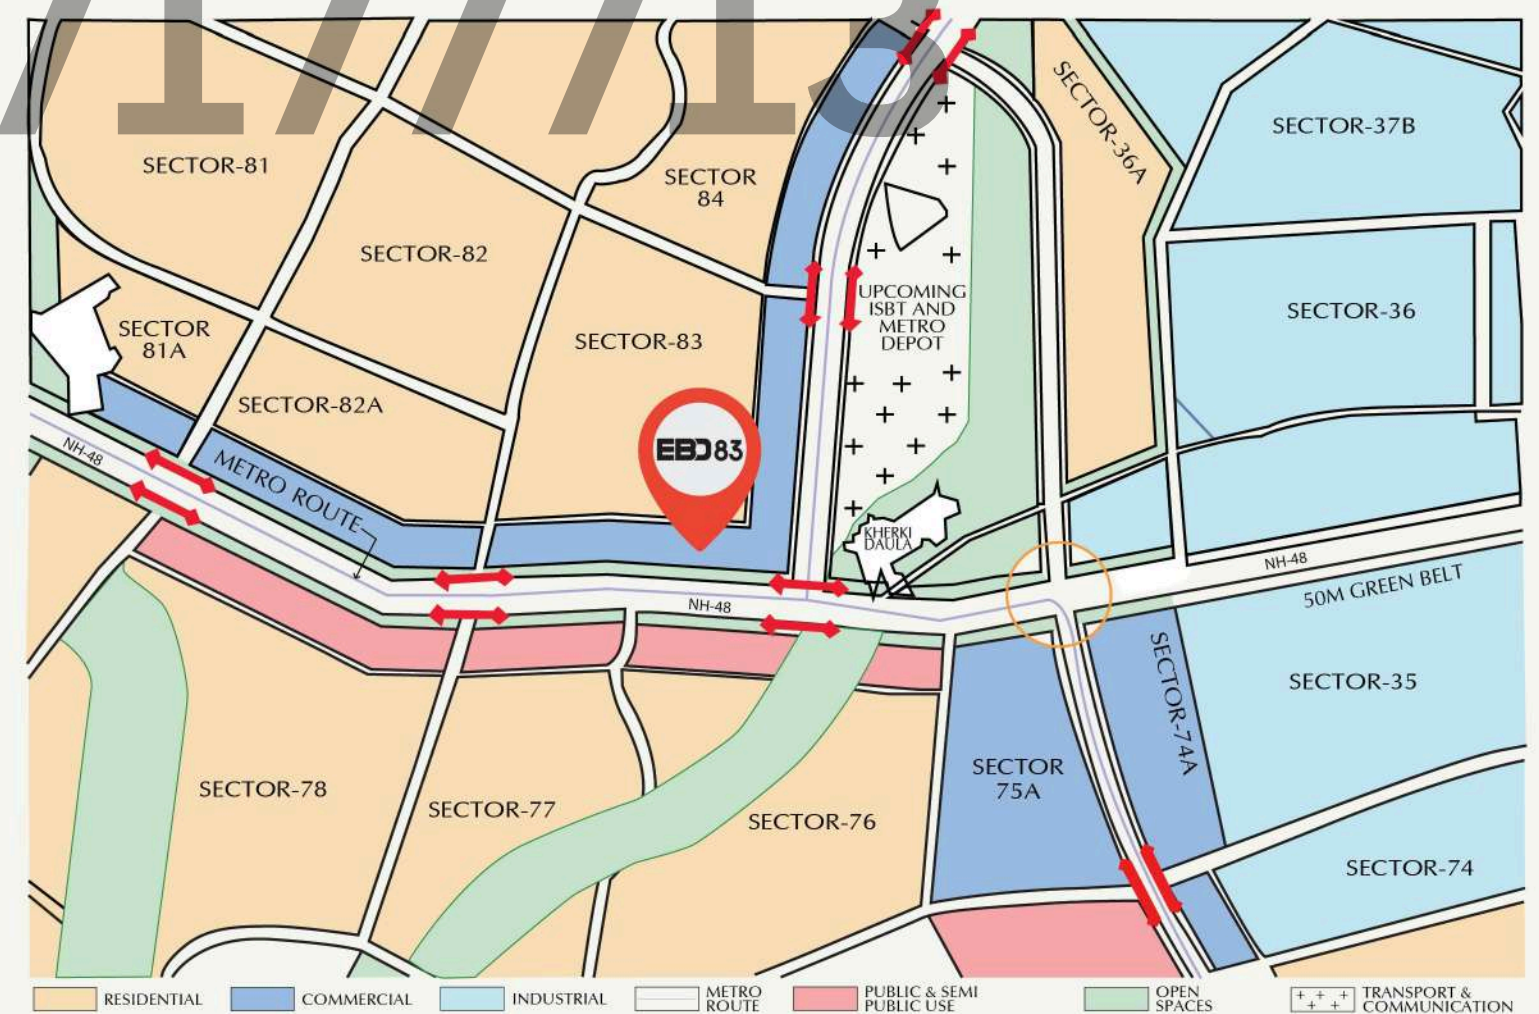 717771
SECTOR-36A
SECTOR-37B
SECTOR-81
SECTOR
84
SECTOR-82
UPCOMING
ISBT AND
METRO
DEPOT
SECTOR-36
SECTOR
81A
SECTOR-83
SECTOR-82A
EBD83
NH-48
METRO ROUTE
KHERKI
DAULA
NH-48
50M GREEN BELT
NH-48
SECTOR-74A
SECTOR-35
SECTOR
75A
SECTOR-78
SECTOR-77
SECTOR-76
SECTOR-74
RESIDENTIAL
COMMERCIAL
INDUSTRIAL
METRO
ROUTE
PUBLIC & SEMI
PUBLIC USE
OPEN
SPACES
TRANSPORT &
COMMUNICATION